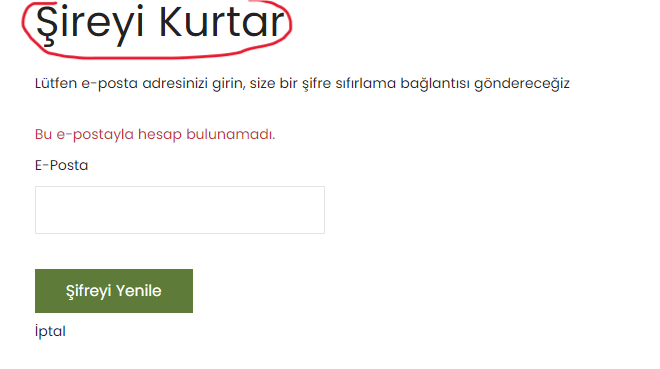 Şireyi Kurtar
Lütfen e-posta adresinizi girin, size bir şifre sıfırlama bağlantısı göndereceğiz
Bu e-postayla hesap bulunamadı.
E-Posta
Şifreyi Yenile
İptal